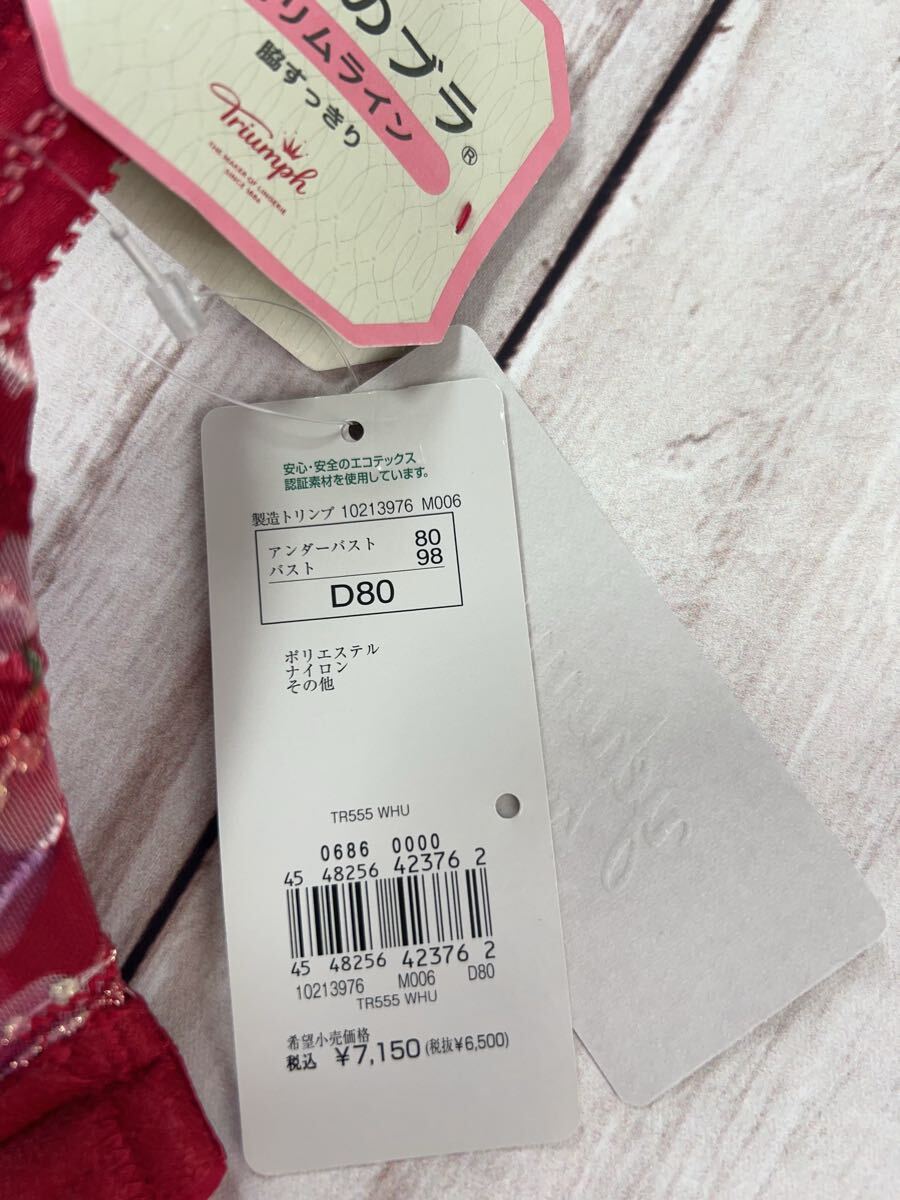 のブラ®
リムライン
脇すっきり
Triumph
THE MAKER OF LINGERIE
SINCE 1886
安心・安全のエコテックス
認証素材を使用しています。
製造トリンプ 10213976 M006
アンダーバスト 80
バスト 98
D80
ポリエステル
ナイロン
その他
TR555 WHU
0686 0000
45 48256 42376 2
45 48256 42376 2
10213976 M006 D80
TR555 WHU
希望小売価格
税込 ¥7,150 (税抜¥6,500)